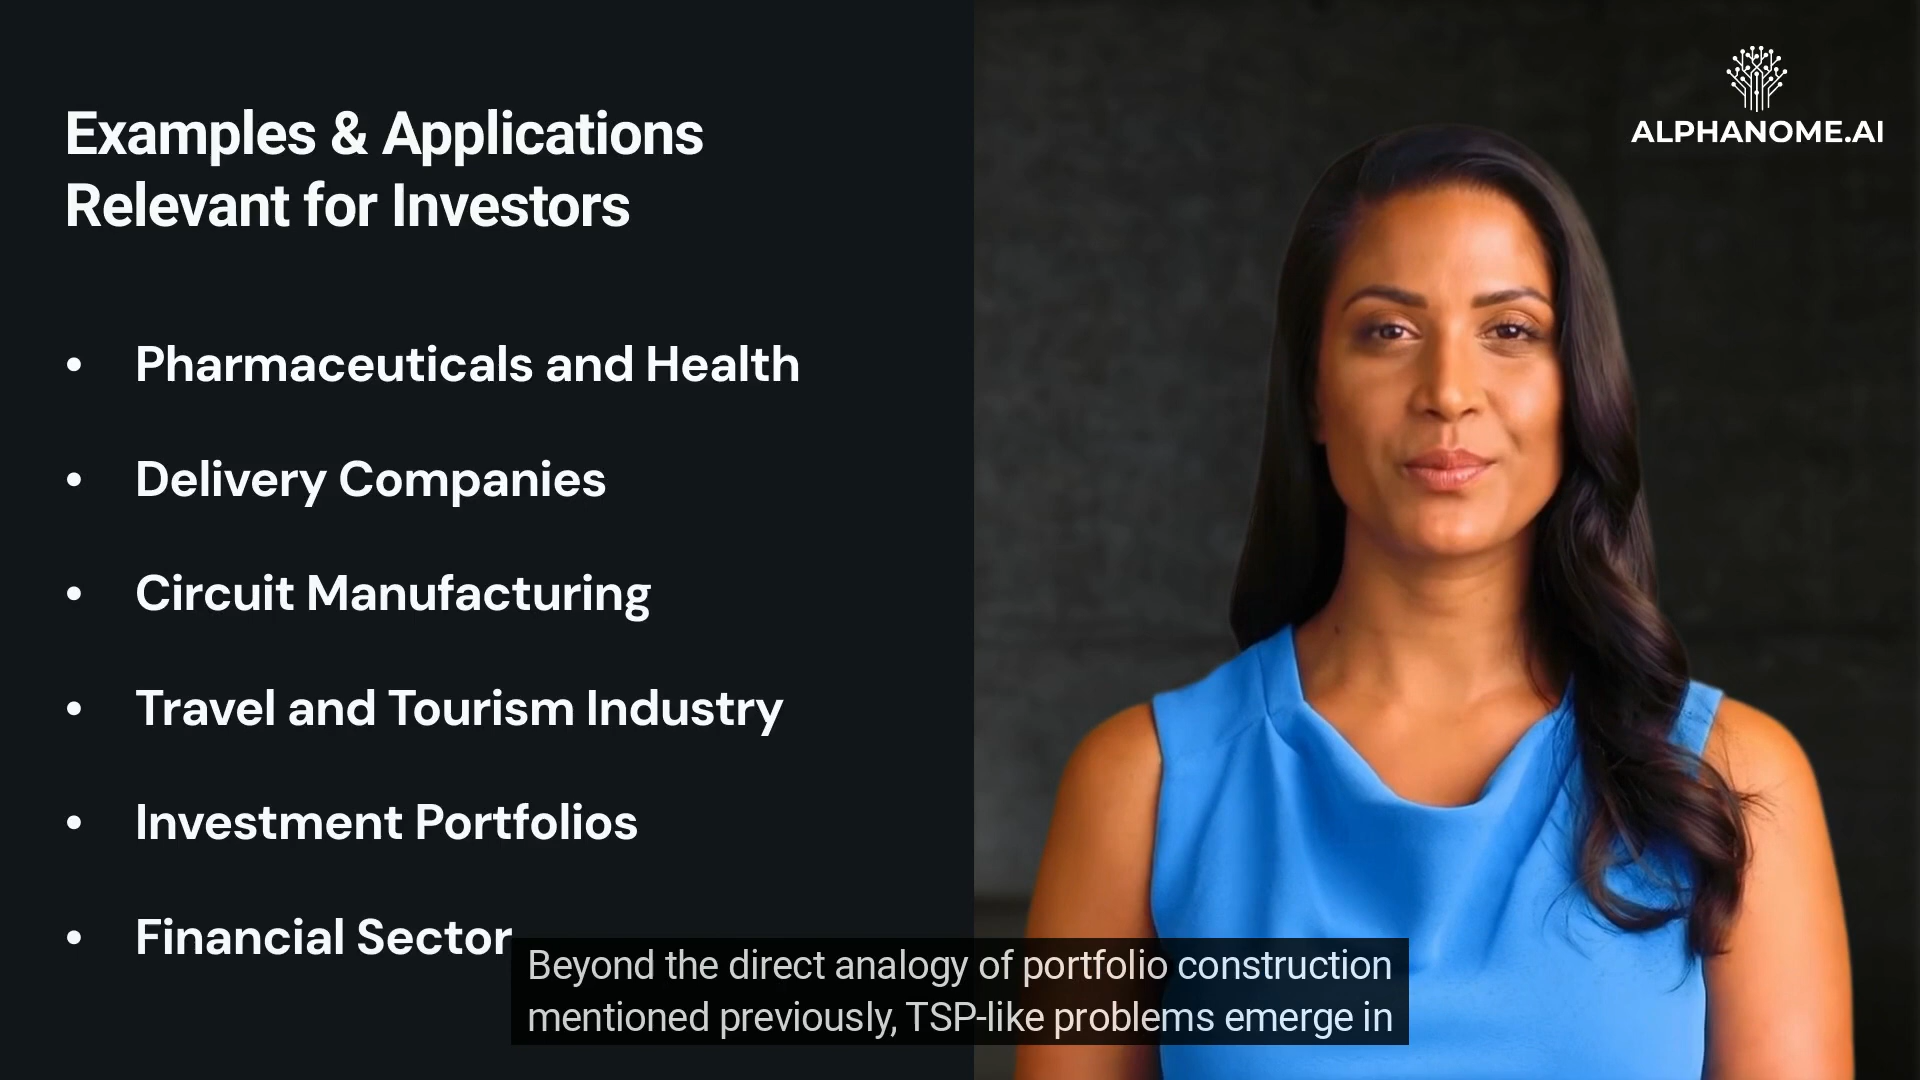 Examples & Applications
Relevant for Investors
• Pharmaceuticals and Health
• Delivery Companies
• Circuit Manufacturing
• Travel and Tourism Industry
• Investment Portfolios
• Financial Sector
ALPHANOME.AI
Beyond the direct analogy of portfolio construction
mentioned previously, TSP-like problems emerge in